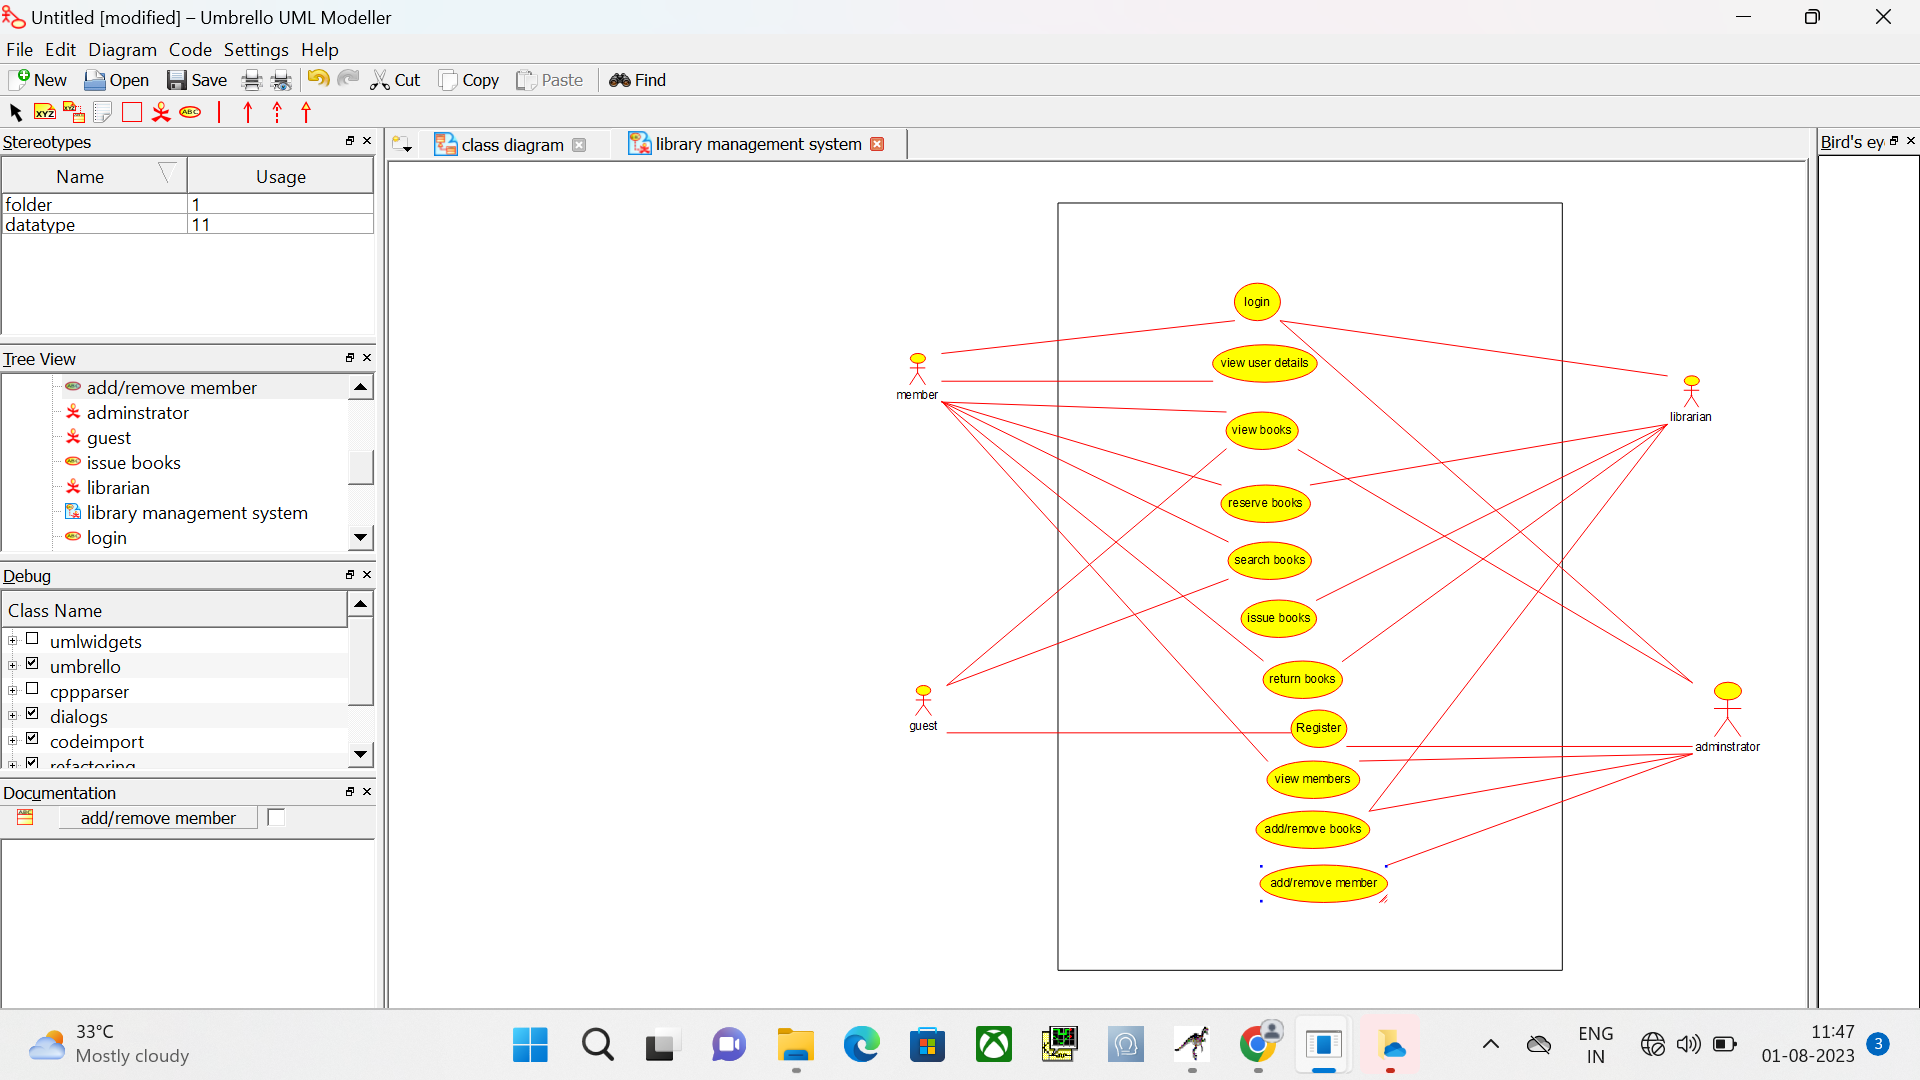 Untitled [modified] – Umbrello UML Modeller
File Edit Diagram Code Settings Help
New Open Save Cut Copy Paste Find
XYZ XYZ ABC
Stereotypes
Name Usage
folder 1
datatype 11
Tree View
add/remove member
adminstrator
guest
issue books
librarian
library management system
login
Debug
Class Name
umlwidgets
umbrello
cppparser
dialogs
codeimport
refactoring
Documentation
ABC add/remove member
class diagram library management system
Bird's ey
login
view user details
member
librarian
view books
reserve books
search books
issue books
return books
guest
Register
adminstrator
view members
add/remove books
add/remove member
33°C
Mostly cloudy
ENG
IN
11:47
01-08-2023
3